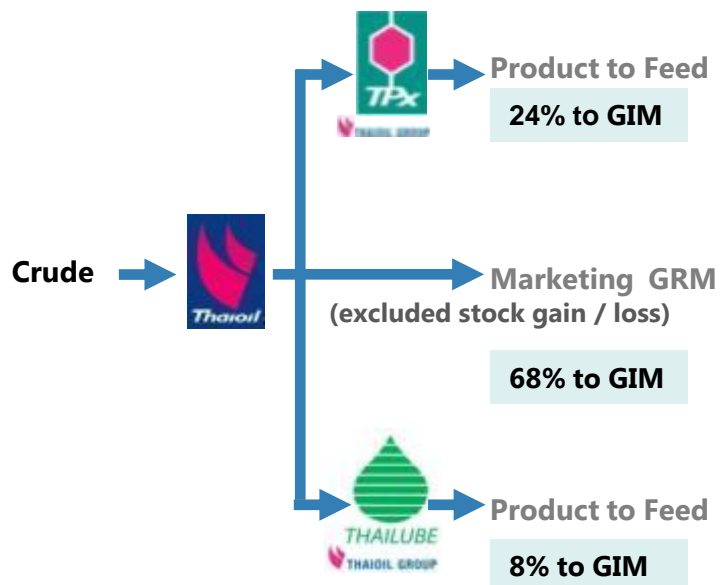 TPx
THAIOIL GROUP
Product to Feed
24% to GIM
Crude
Thaioil
Marketing GRM
(excluded stock gain / loss)
68% to GIM
THAILUBE
THAIOIL GROUP
Product to Feed
8% to GIM